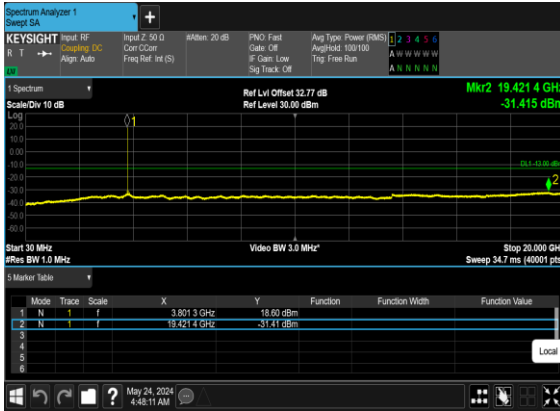 Spectrum Analyzer 1
Swept SA
+
KEYSIGHT Input: RF Input Z: 50 Ω #Atten: 20 dB PNO: Fast Avg Type: Power (RMS) 1 2 3 4 5 6
R T Coupling: DC Corr CCorr Gate: Off Avg|Hold: 100/100 A W W W W W
Align: Auto Freq Ref: Int (S) IF Gain: Low Trig: Free Run
Sig Track: Off A N N N N N
1 Spectrum Ref Lvl Offset 32.77 dB Mkr2 19.421 4 GHz
Scale/Div 10 dB Ref Level 30.00 dBm -31.415 dBm
Log
20.0
10.0
0.00
-10.0
-20.0
-30.0
-40.0
-50.0
-60.0
1
DL1 -13.00 dBm
2
Start 30 MHz Video BW 3.0 MHz* Stop 20.000 GH
#Res BW 1.0 MHz Sweep 34.7 ms (40001 pts
5 Marker Table
Mode Trace Scale X Y Function Function Width Function Value
1 N 1 f 3.801 3 GHz 18.60 dBm
2 N 1 f 19.421 4 GHz -31.41 dBm
3
4
5
6
Local
?
May 24, 2024
4:48:11 AM